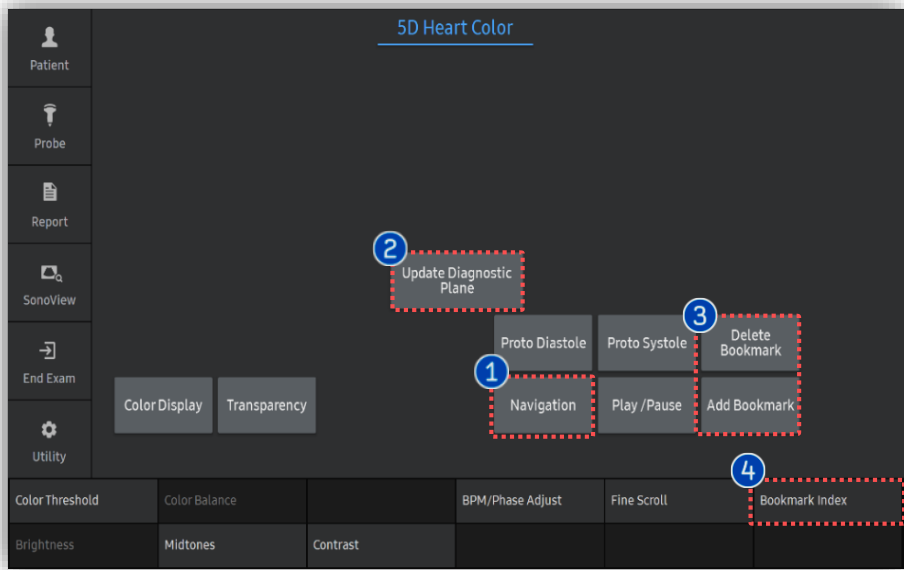 5D Heart Color
Patient
Probe
Report
SonoView
End Exam
Utility
2
Update Diagnostic
Plane
3
Proto Diastole
Proto Systole
Delete
Bookmark
1
Color Display
Transparency
Navigation
Play /Pause
Add Bookmark
4
Color Threshold
Color Balance
BPM/Phase Adjust
Fine Scroll
Bookmark Index
Brightness
Midtones
Contrast